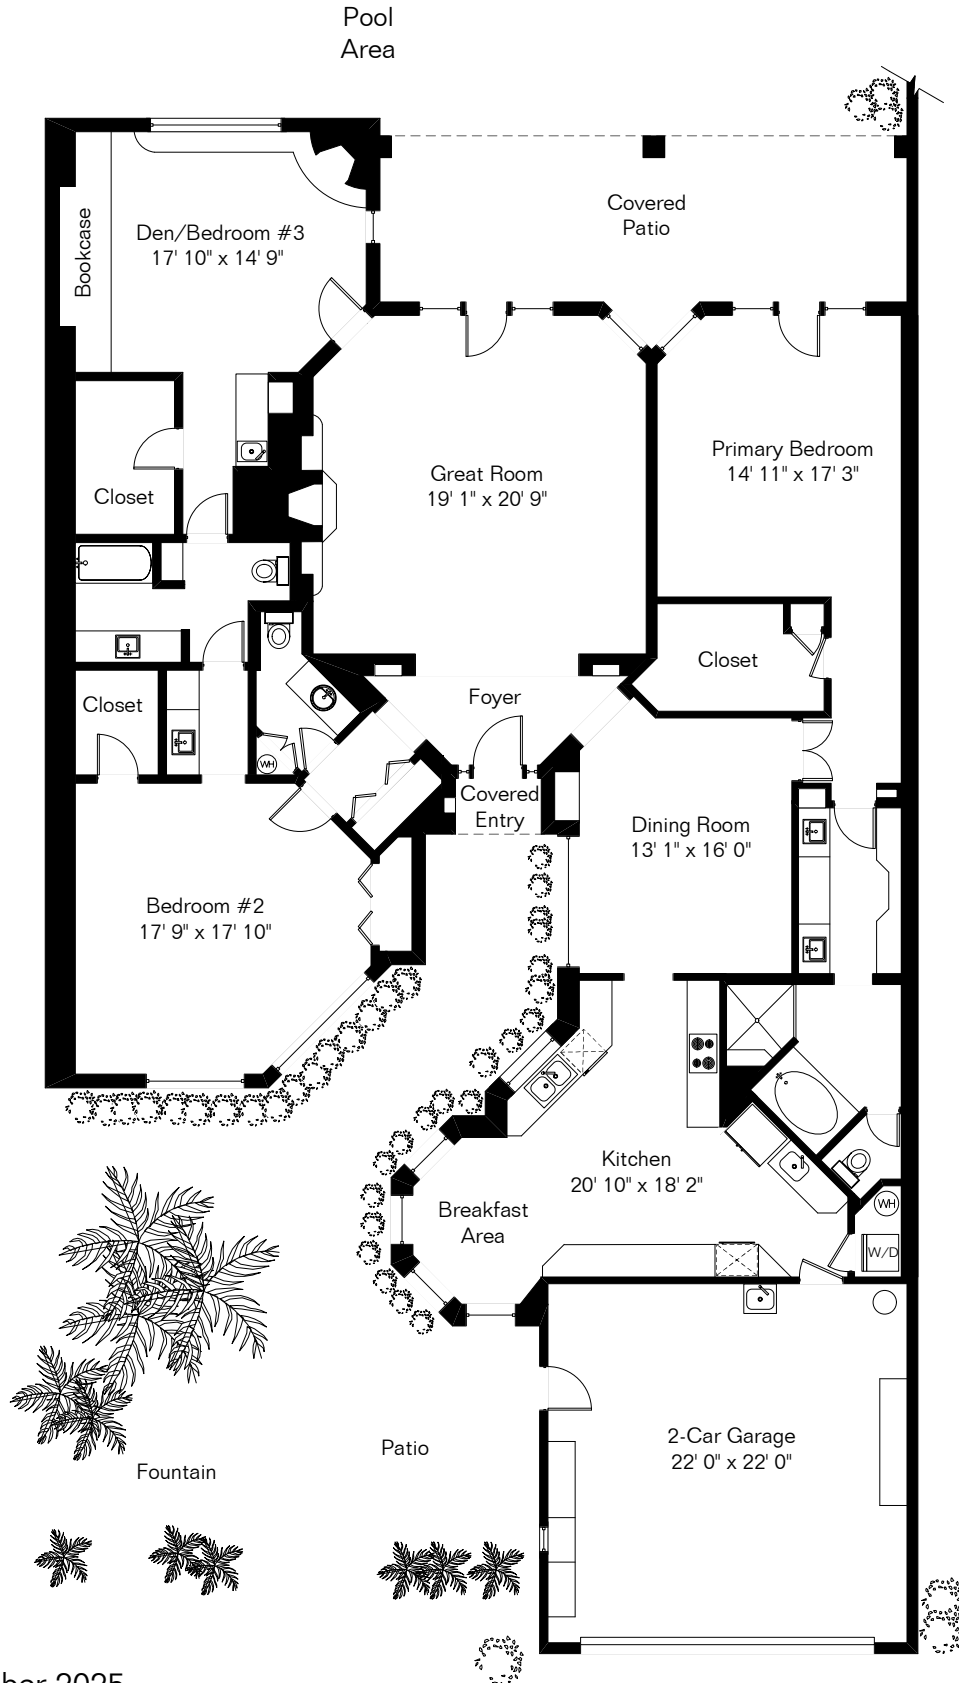 Pool
Area
Covered
Patio
Bookcase
Den/Bedroom #3
17' 10" x 14' 9"
Primary Bedroom
14' 11" x 17' 3"
Great Room
19' 1" x 20' 9"
Closet
Closet
Closet
Foyer
WH
Covered
Entry
Dining Room
13' 1" x 16' 0"
Bedroom #2
17' 9" x 17' 10"
Kitchen
20' 10" x 18' 2"
Breakfast
Area
WH
W/D
2-Car Garage
22' 0" x 22' 0"
Patio
Fountain
2025